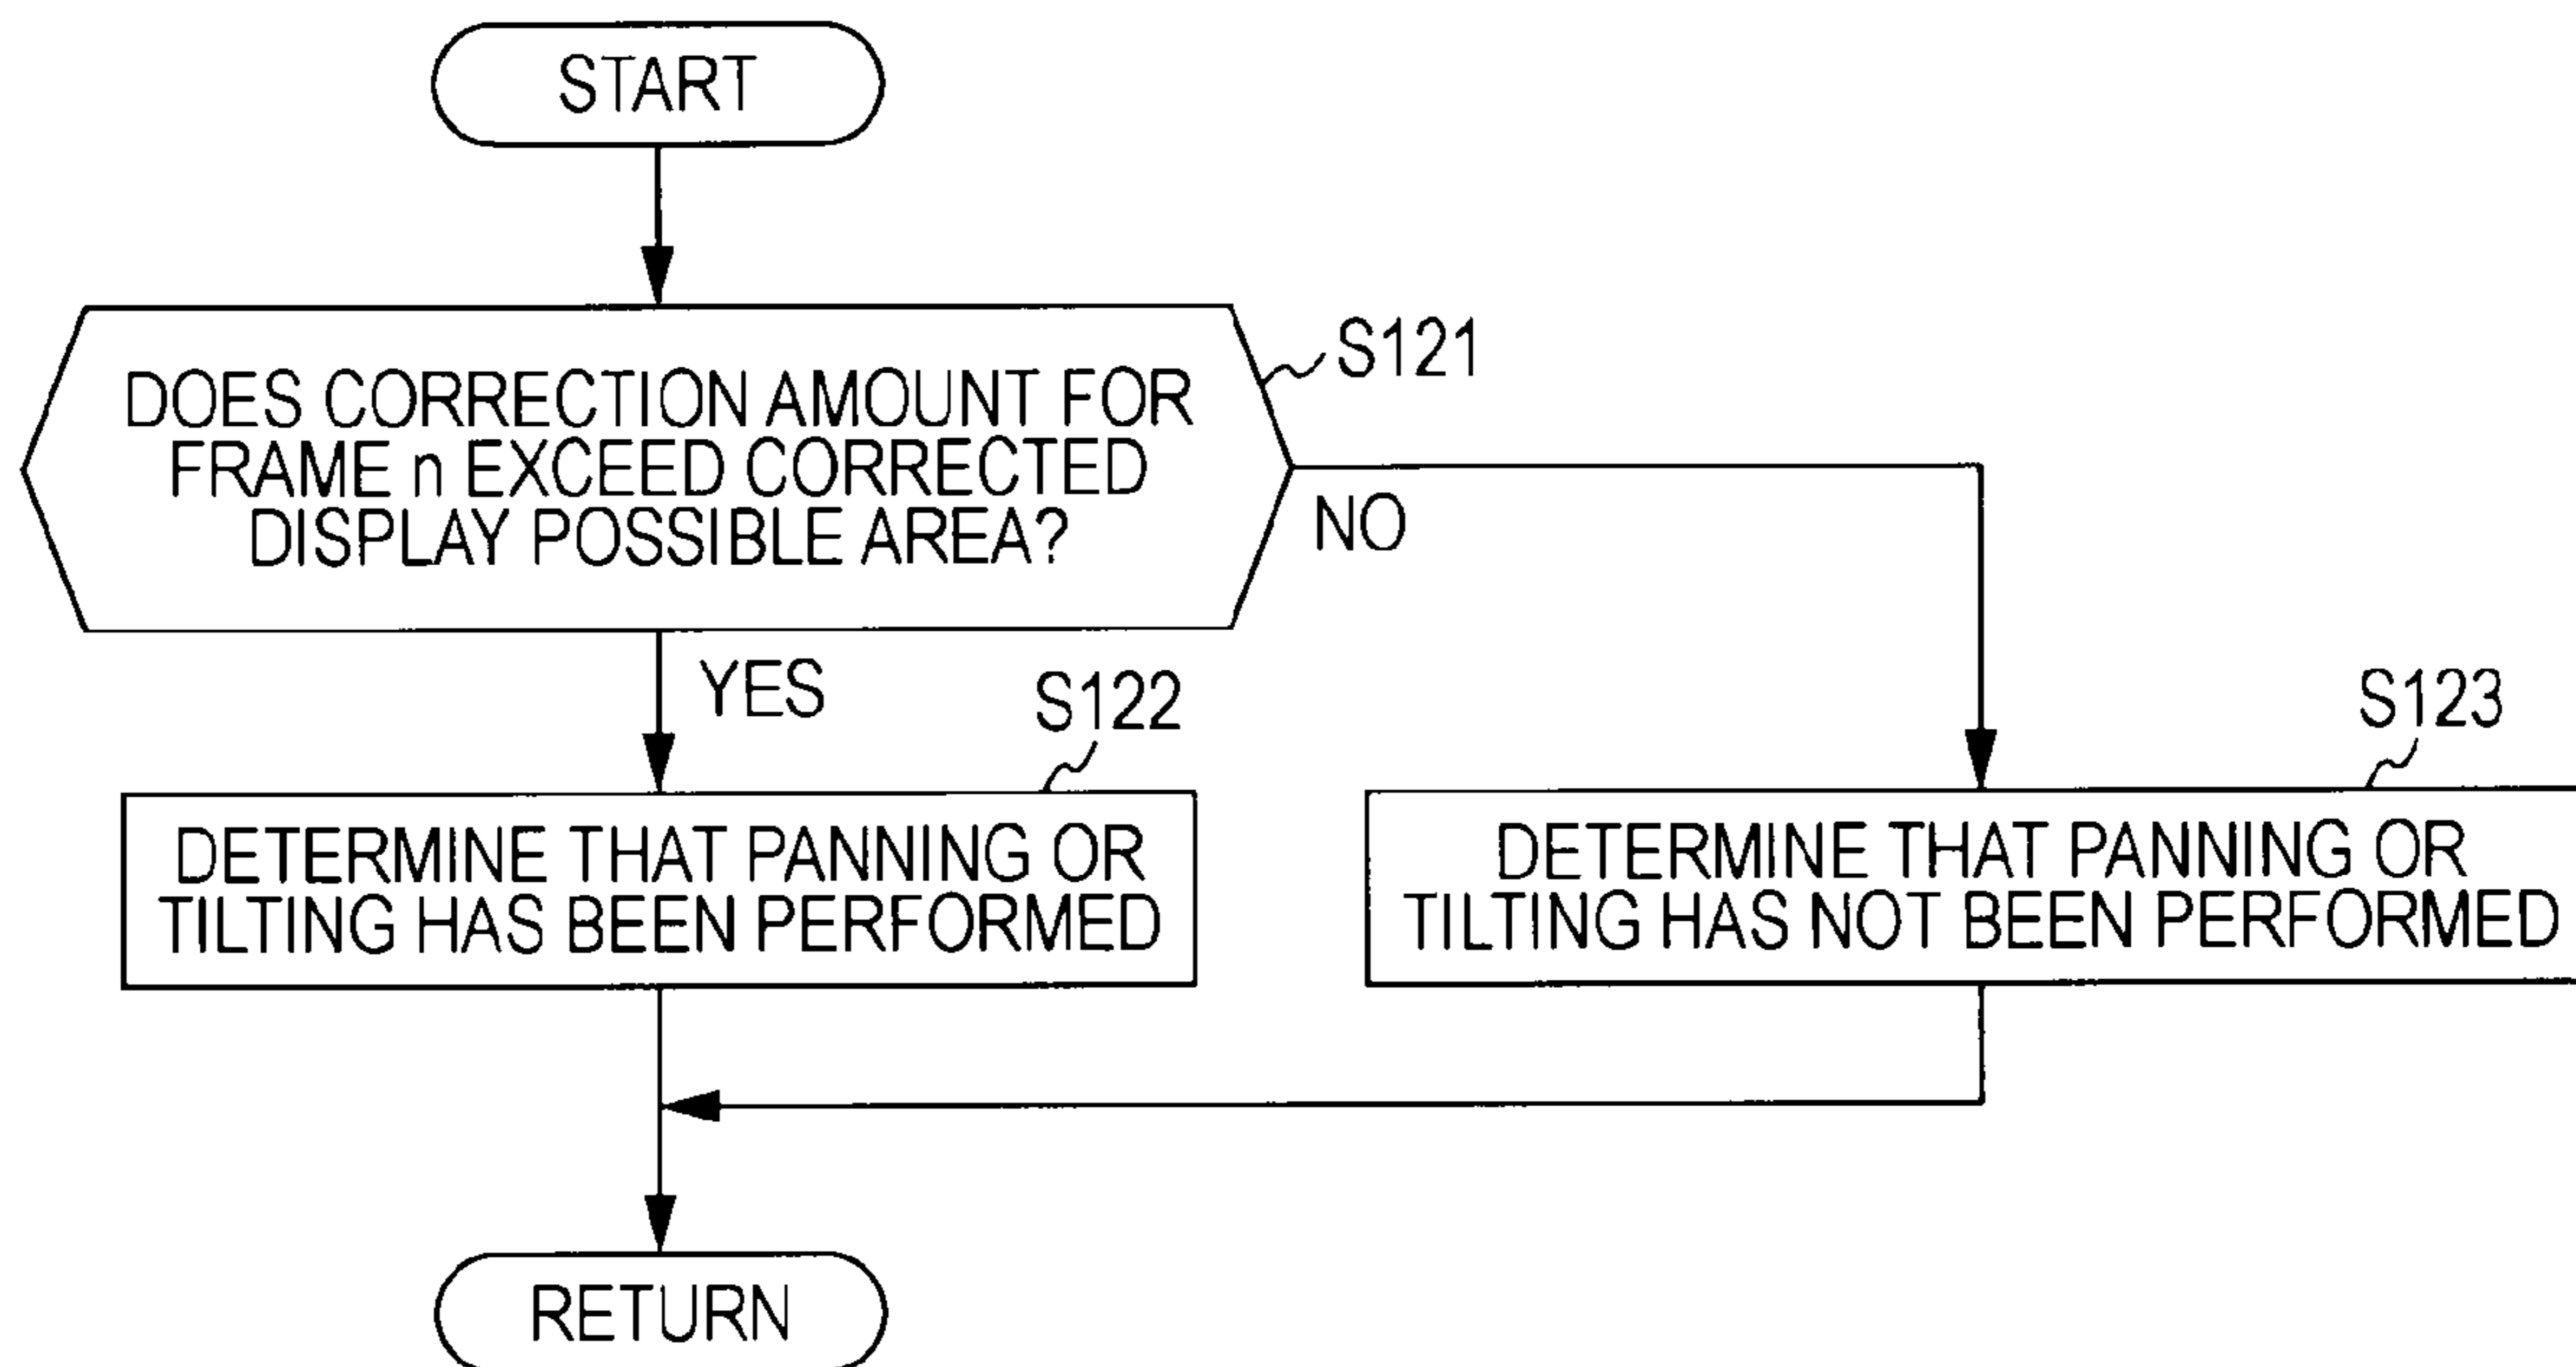 START
DOES CORRECTION AMOUNT FOR
FRAME n EXCEED CORRECTED
DISPLAY POSSIBLE AREA?
S121
NO
YES
S122
DETERMINE THAT PANNING OR
TILTING HAS BEEN PERFORMED
S123
DETERMINE THAT PANNING OR
TILTING HAS NOT BEEN PERFORMED
RETURN